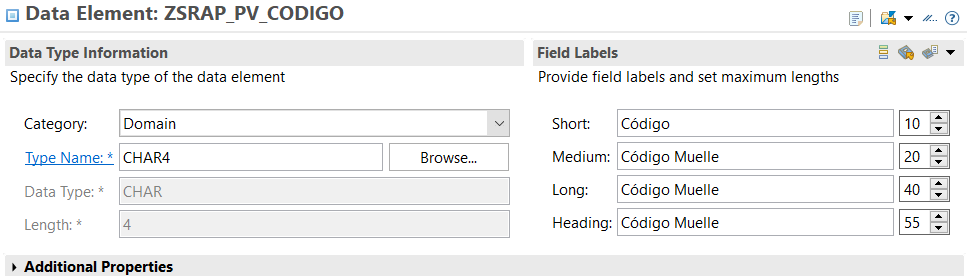 Data Element: ZSRAP_PV_CODIGO
Data Type Information
Specify the data type of the data element
Category: Domain
Type Name: * CHAR4 Browse...
Data Type: * CHAR
Length: * 4
Field Labels
Provide field labels and set maximum lengths
Short: Código 10
Medium: Código Muelle 20
Long: Código Muelle 40
Heading: Código Muelle 55
Additional Properties